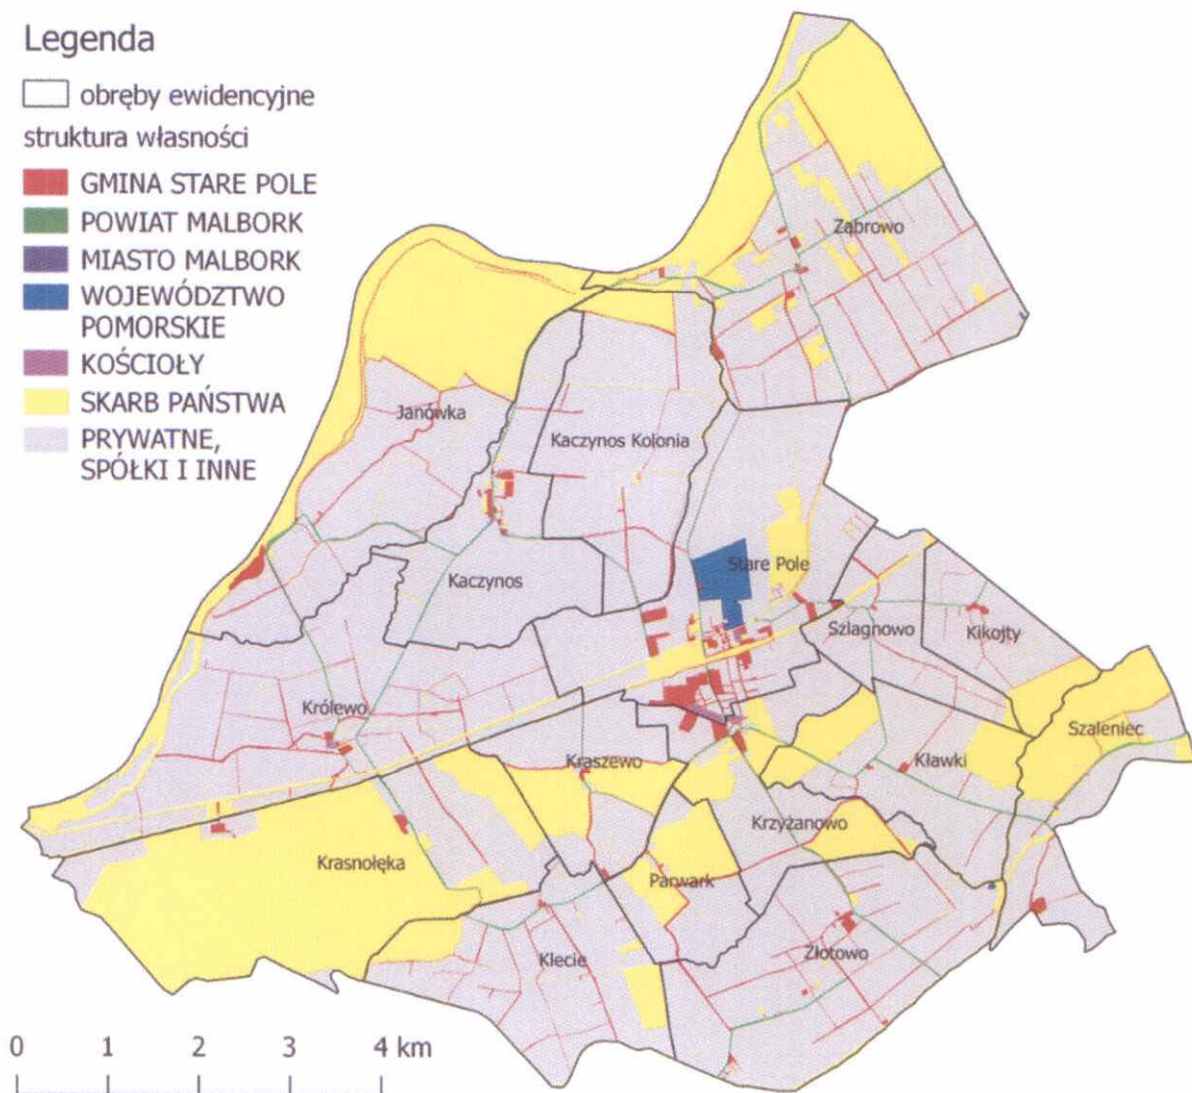 Legenda
obręby ewidencyjne
struktura własności
GMINA STARE POLE
POWIAT MALBORK
MIASTO MALBORK
WOJEWÓDZTWO
POMORSKIE
KOŚCIOŁY
SKARB PAŃSTWA
PRYWATNE,
SPÓŁKI I INNE
Ząbrowo
Janówka
Kaczynos Kolonia
Kaczynos
Stare Pole
Szlagnowo
Kikojty
Królewo
Szaleniec
Kraszewo
Kławki
Krzyżanowo
Krasnołęka
Parwark
Klecie
Złotowo
0 1 2 3 4 km